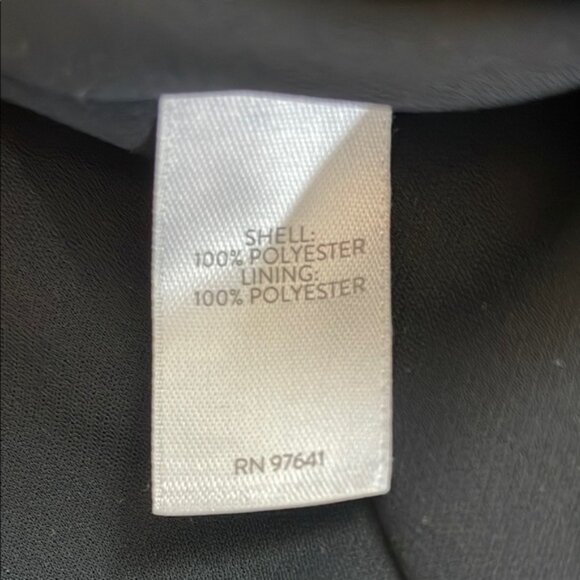 SHELL:
100% POLYESTER
LINING:
100% POLYESTER
RN 97641